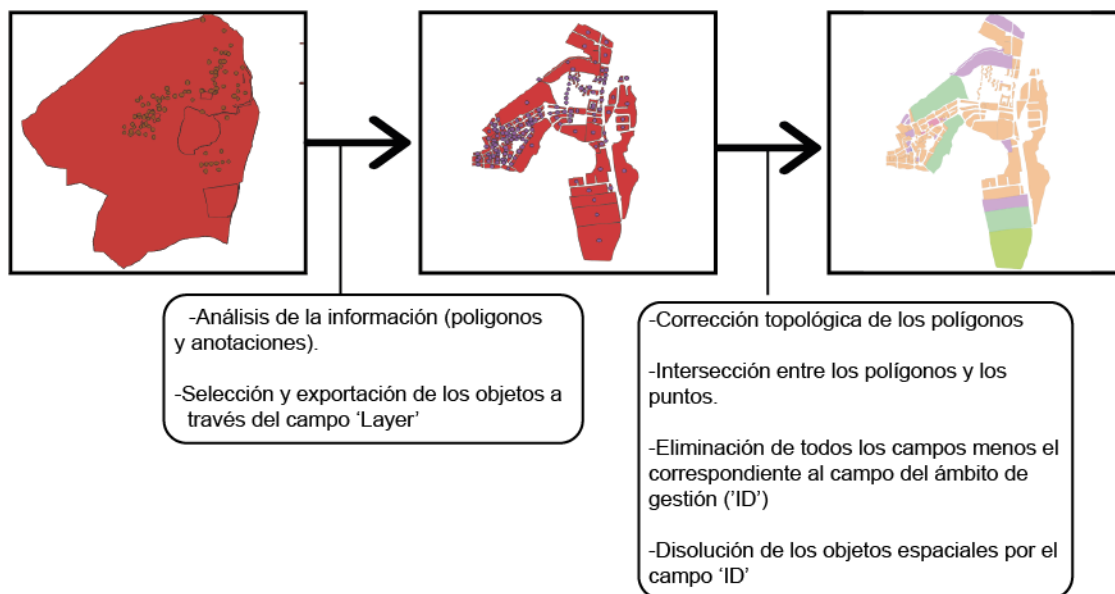 -Análisis de la información (poligonos
y anotaciones).
-Selección y exportación de los objetos a
través del campo ‘Layer’
-Corrección topológica de los polígonos
-Intersección entre los polígonos y los
puntos.
-Eliminación de todos los campos menos el
correspondiente al campo del ámbito de
gestión (’ID’)
-Disolución de los objetos espaciales por el
campo ‘ID’